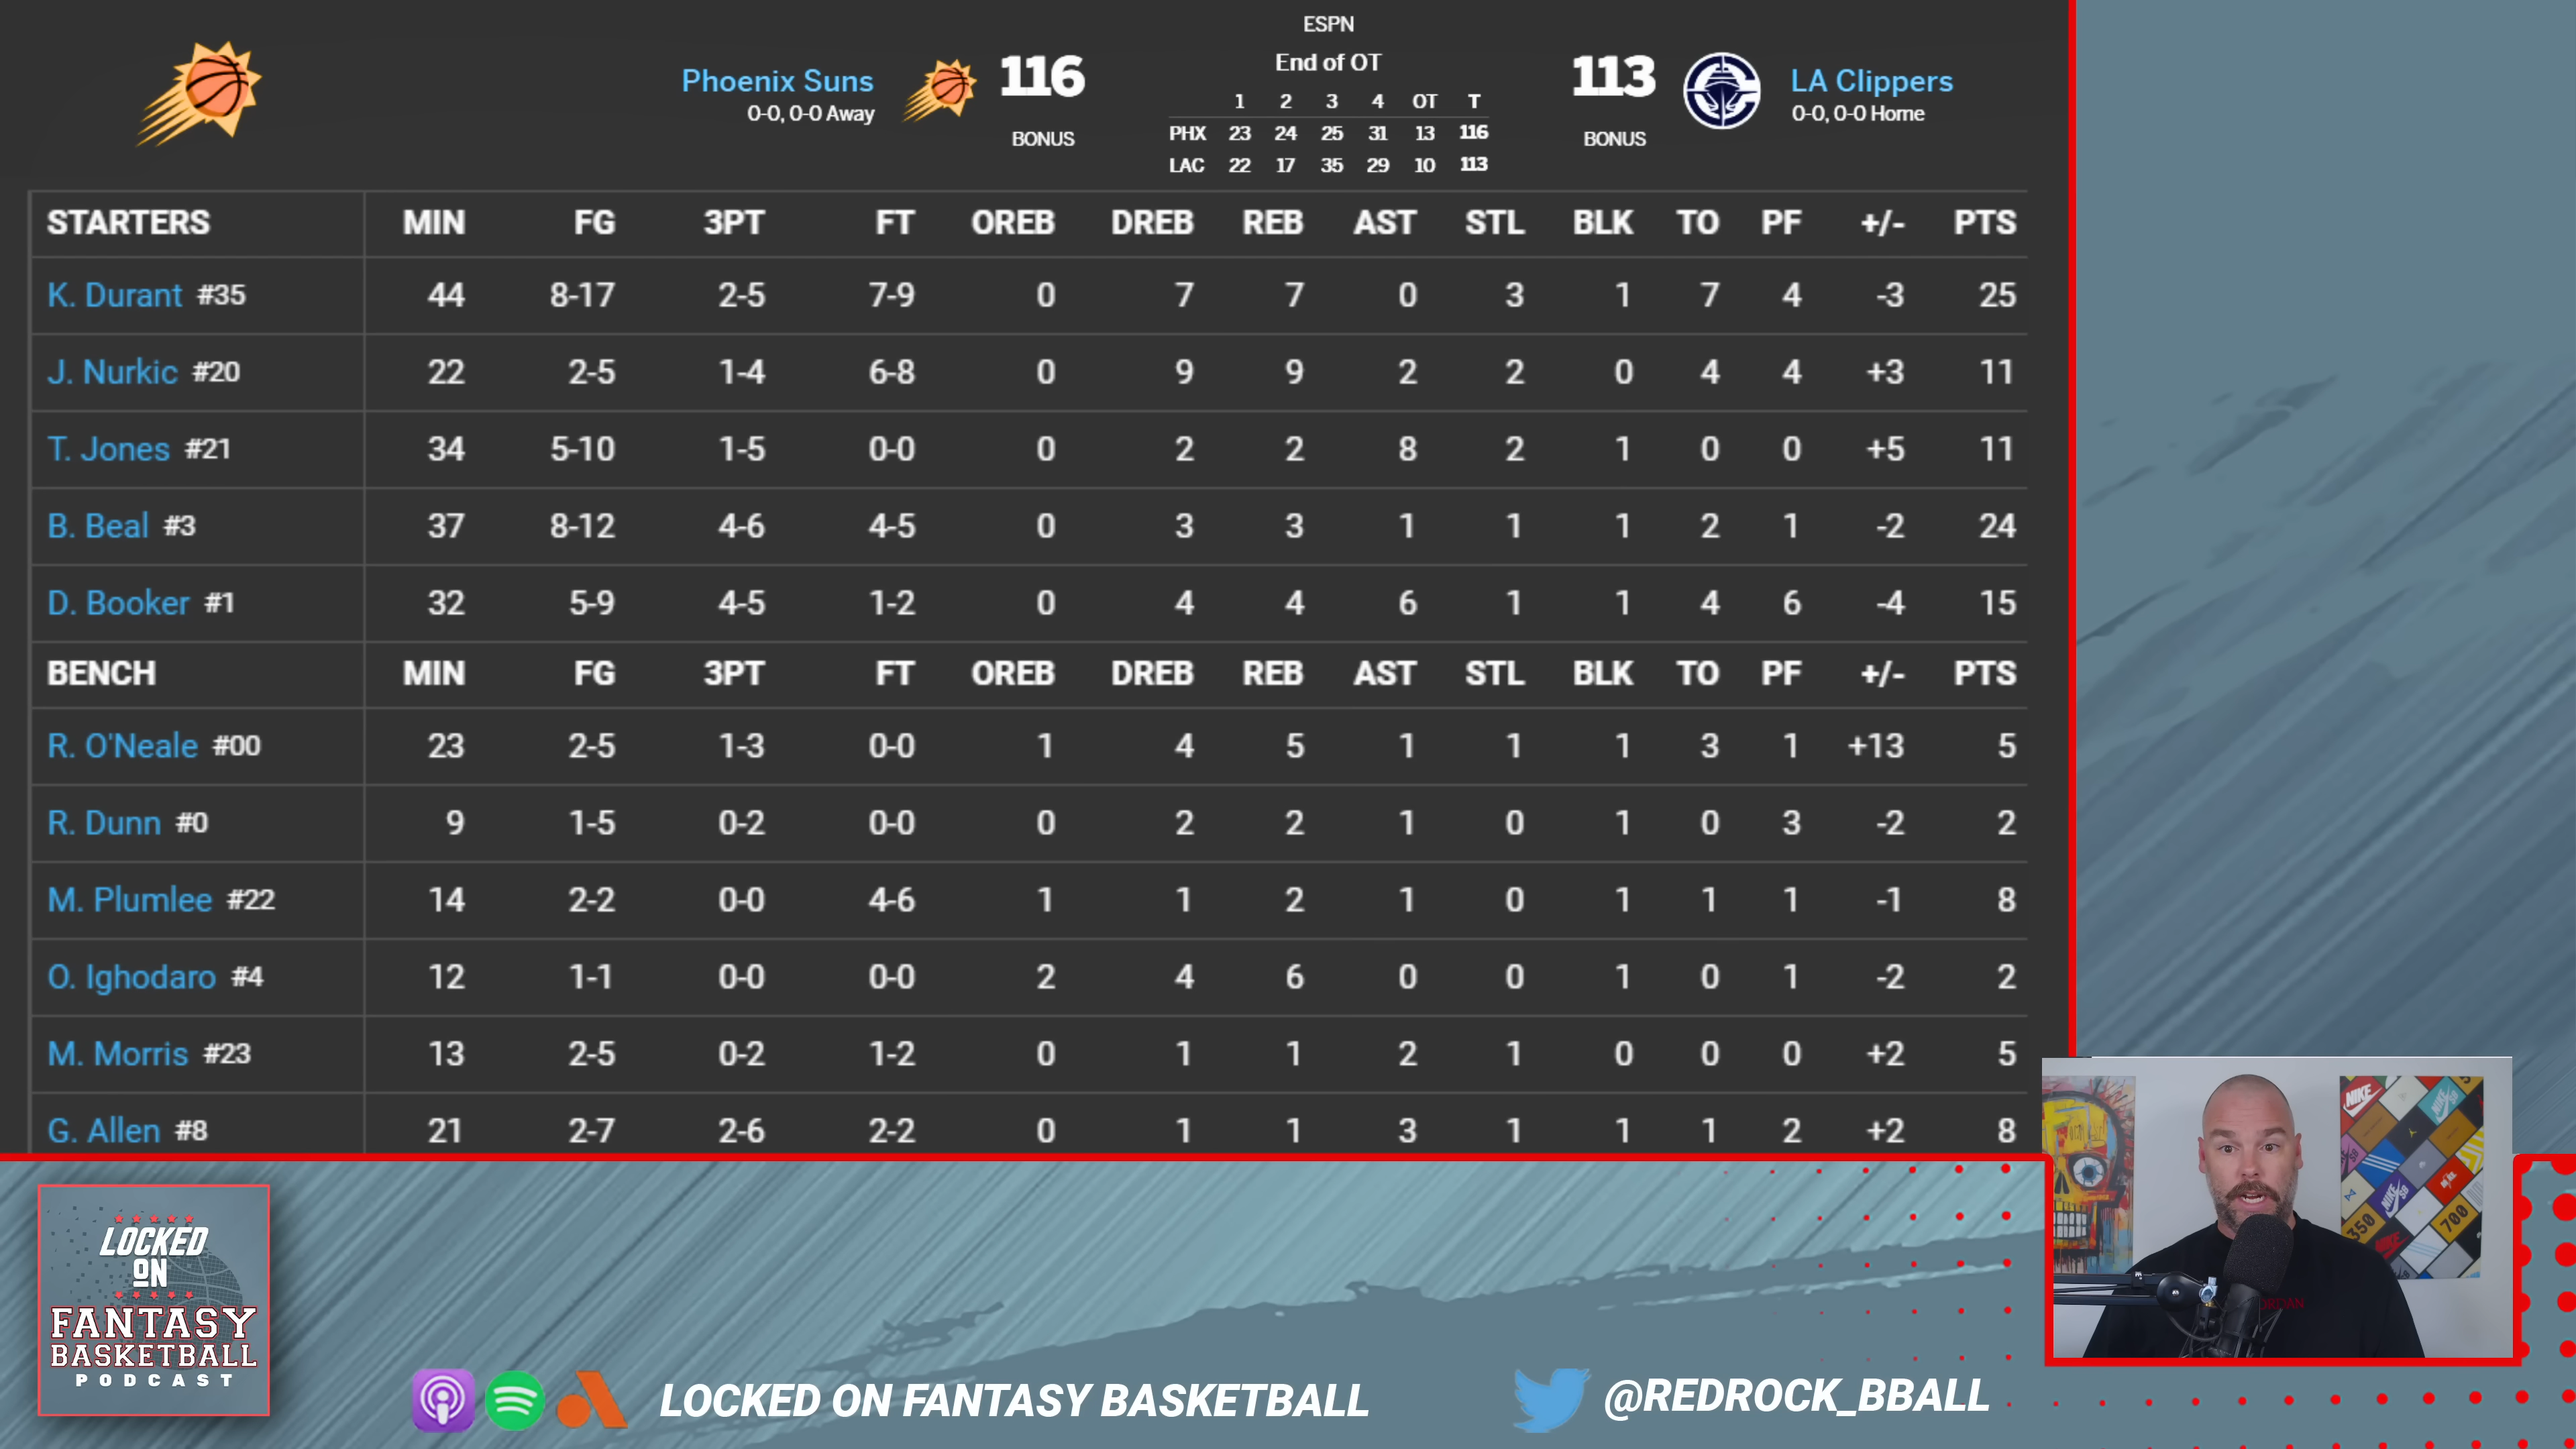 ESPN
End of OT
Phoenix Suns
0-0, 0-0 Away
116
BONUS
113
BONUS
LA Clippers
0-0, 0-0 Home
1 2 3 4 OT T
PHX 23 24 25 31 13 116
LAC 22 17 35 29 10 113
STARTERS MIN FG 3PT FT OREB DREB REB AST STL BLK TO PF +/- PTS
K. Durant #35 44 8-17 2-5 7-9 0 7 7 0 3 1 7 4 -3 25
J. Nurkic #20 22 2-5 1-4 6-8 0 9 9 2 2 0 4 4 +3 11
T. Jones #21 34 5-10 1-5 0-0 0 2 2 8 2 1 0 0 +5 11
B. Beal #3 37 8-12 4-6 4-5 0 3 3 1 1 1 2 1 -2 24
D. Booker #1 32 5-9 4-5 1-2 0 4 4 6 1 1 4 6 -4 15
BENCH MIN FG 3PT FT OREB DREB REB AST STL BLK TO PF +/- PTS
R. O'Neale #00 23 2-5 1-3 0-0 1 4 5 1 1 1 3 1 +13 5
R. Dunn #0 9 1-5 0-2 0-0 0 2 2 1 0 1 0 3 -2 2
M. Plumlee #22 14 2-2 0-0 4-6 1 1 2 1 0 1 1 1 -1 8
O. Ighodaro #4 12 1-1 0-0 0-0 2 4 6 0 0 1 0 1 -2 2
M. Morris #23 13 2-5 0-2 1-2 0 1 1 2 1 0 0 0 +2 5
G. Allen #8 21 2-7 2-6 2-2 0 1 1 3 1 1 1 2 +2 8
NIKE
NIKE SB
350
700
LOCKED
ON
FANTASY
BASKETBALL
PODCAST
LOCKED ON FANTASY BASKETBALL
@REDROCK_BBALL